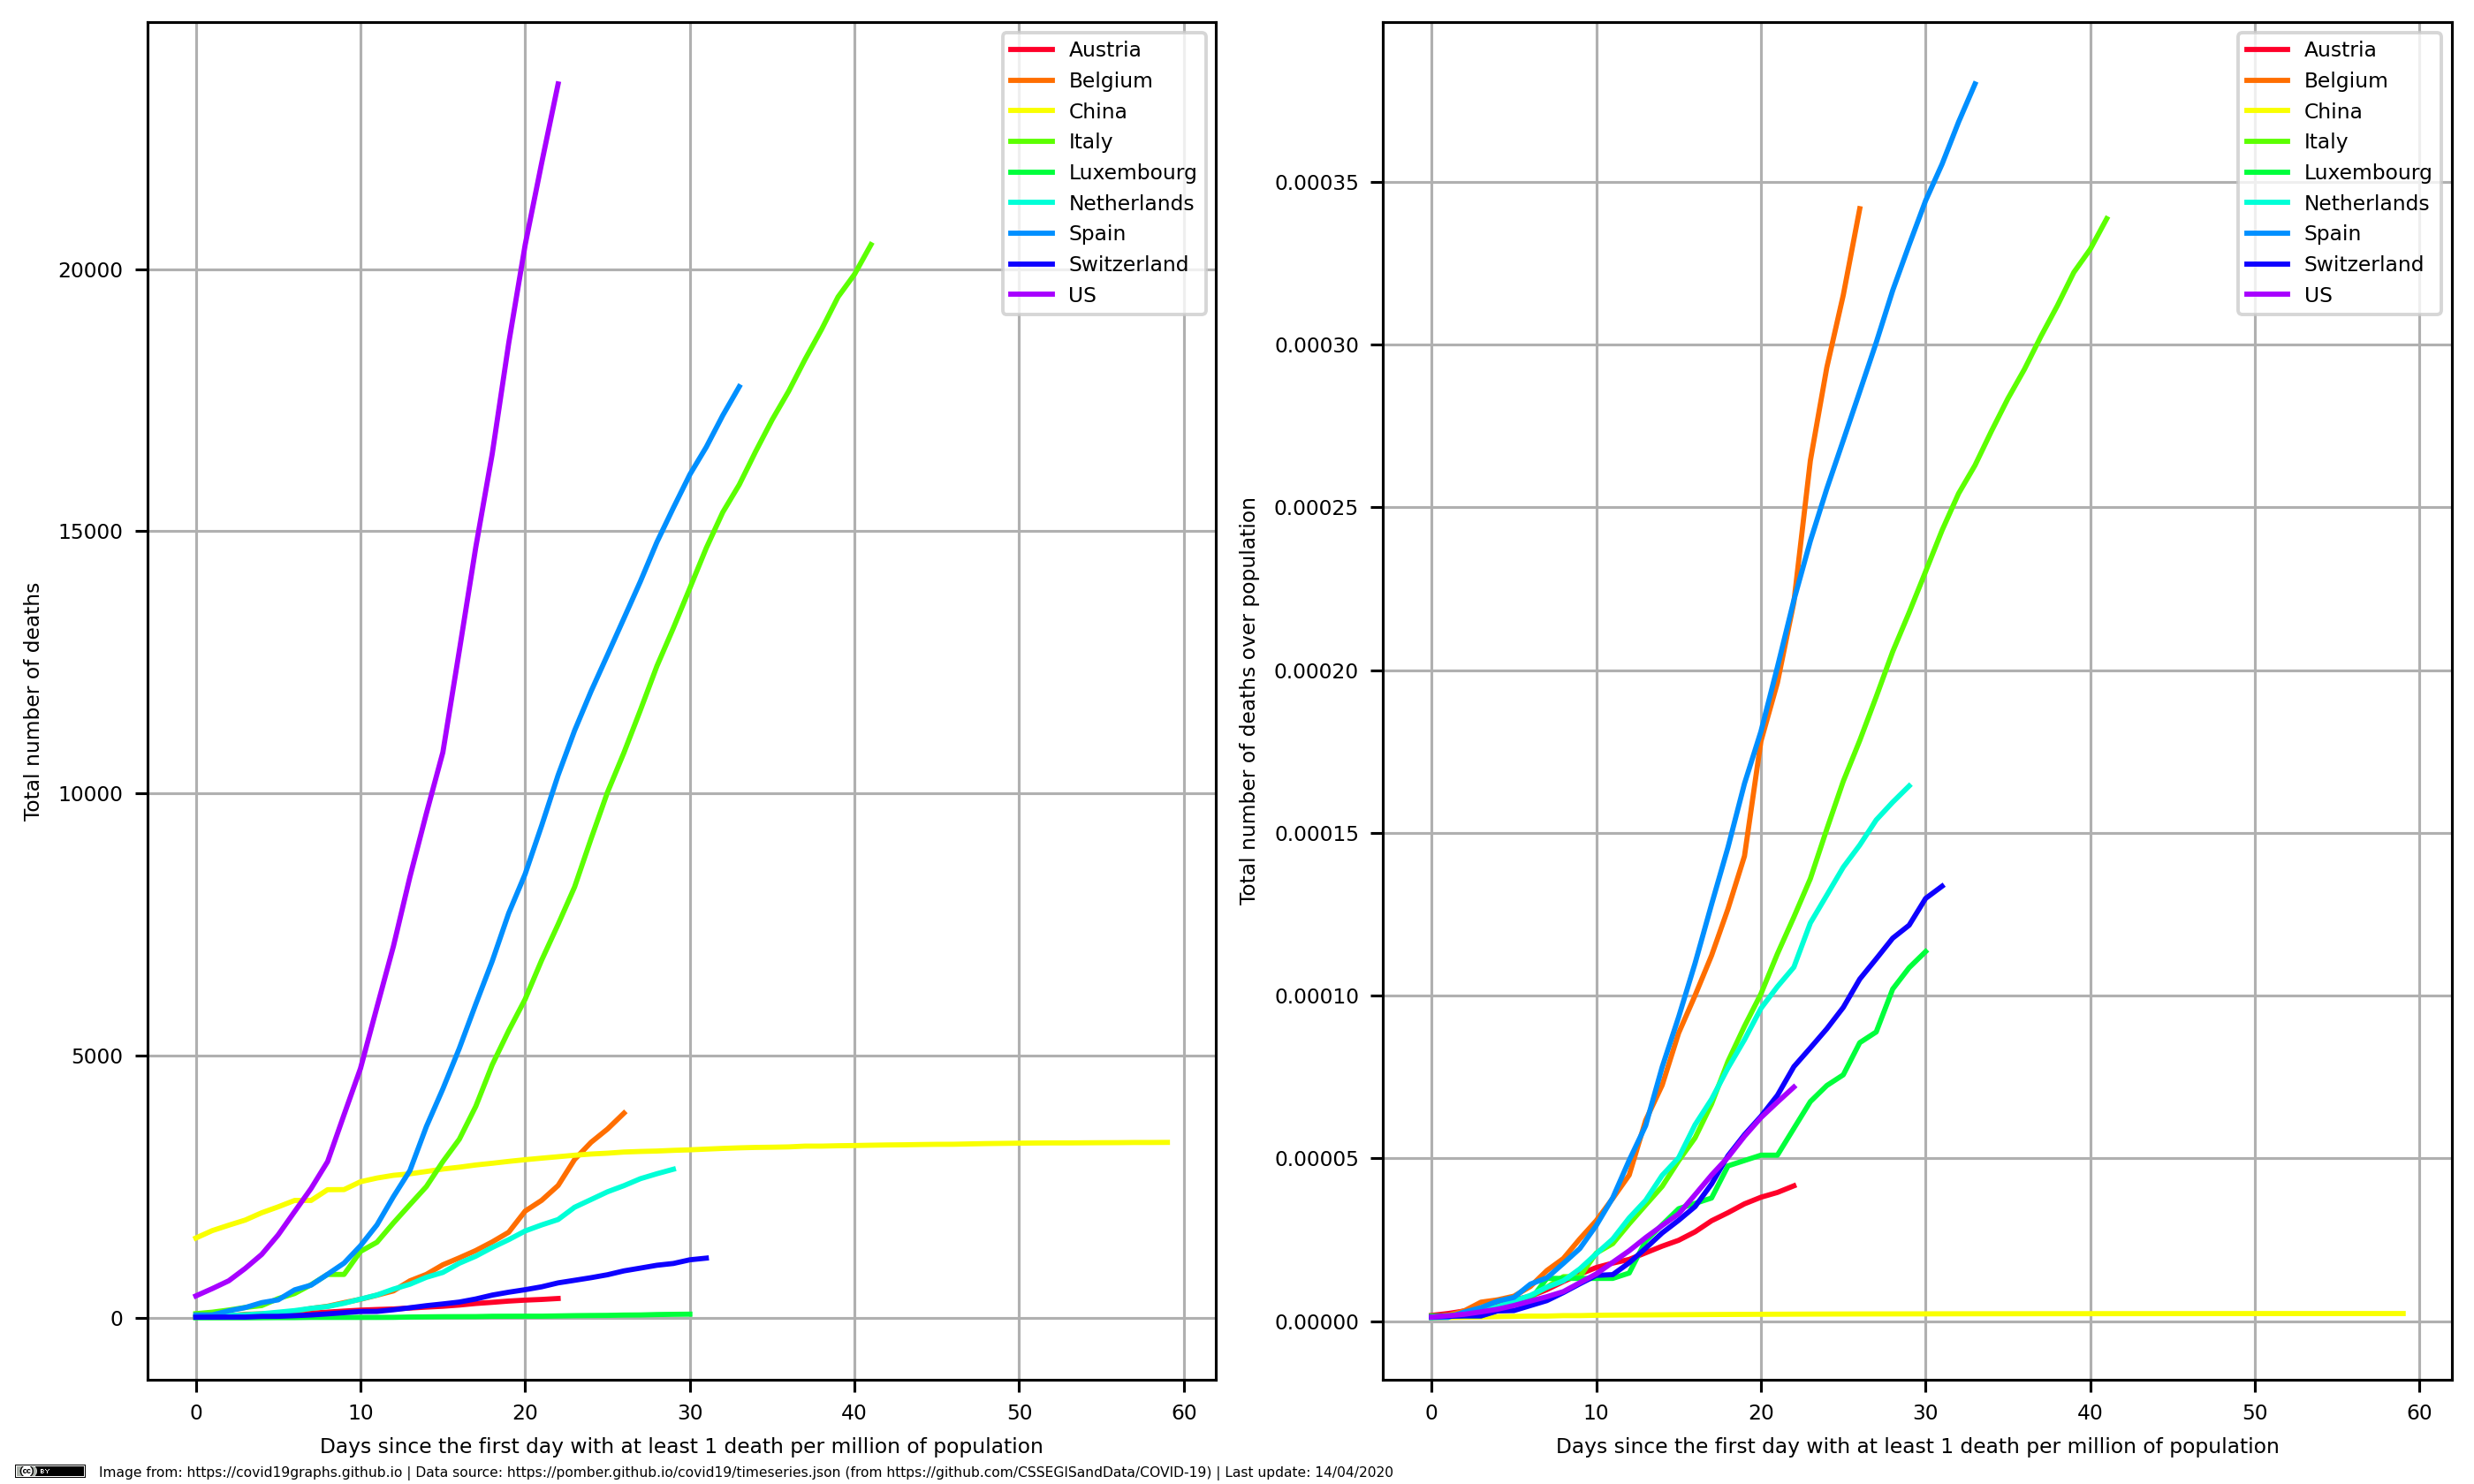 Total number of deaths
20000
15000
10000
5000
0
0 10 20 30 40 50 60
Days since the first day with at least 1 death per million of population
Austria
Belgium
China
Italy
Luxembourg
Netherlands
Spain
Switzerland
US
Total number of deaths over population
0.00035
0.00030
0.00025
0.00020
0.00015
0.00010
0.00005
0.00000
0 10 20 30 40 50 60
Days since the first day with at least 1 death per million of population
Austria
Belgium
China
Italy
Luxembourg
Netherlands
Spain
Switzerland
US
cc BY Image from: https://covid19graphs.github.io | Data source: https://pomber.github.io/covid19/timeseries.json (from https://github.com/CSSEGISandData/COVID-19) | Last update: 14/04/2020